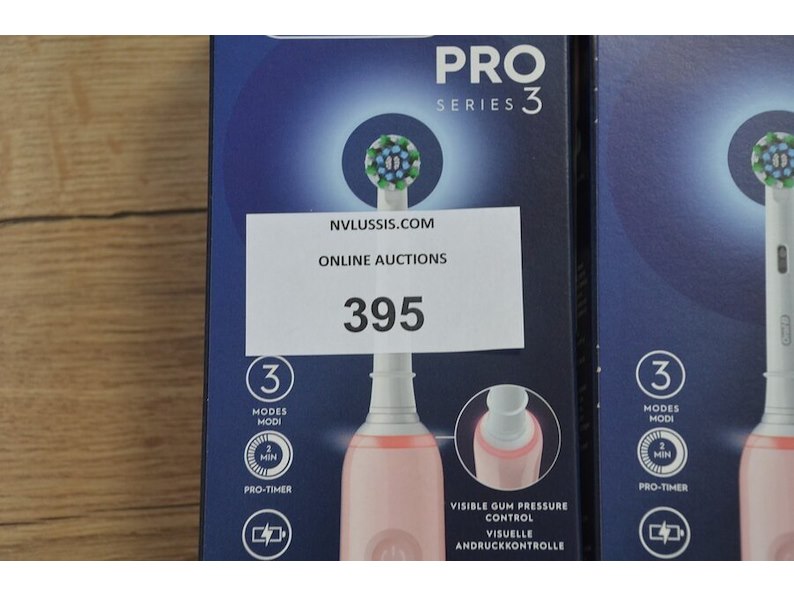 PRO
SERIES 3
NVLUSSIS.COM
ONLINE AUCTIONS
395
3
MODES
MODI
2
MIN
PRO-TIMER
VISIBLE GUM PRESSURE
CONTROL
VISUELLE
ANDRUCKKONTROLLE
3
MODES
MODI
2
MIN
PRO-TIMER